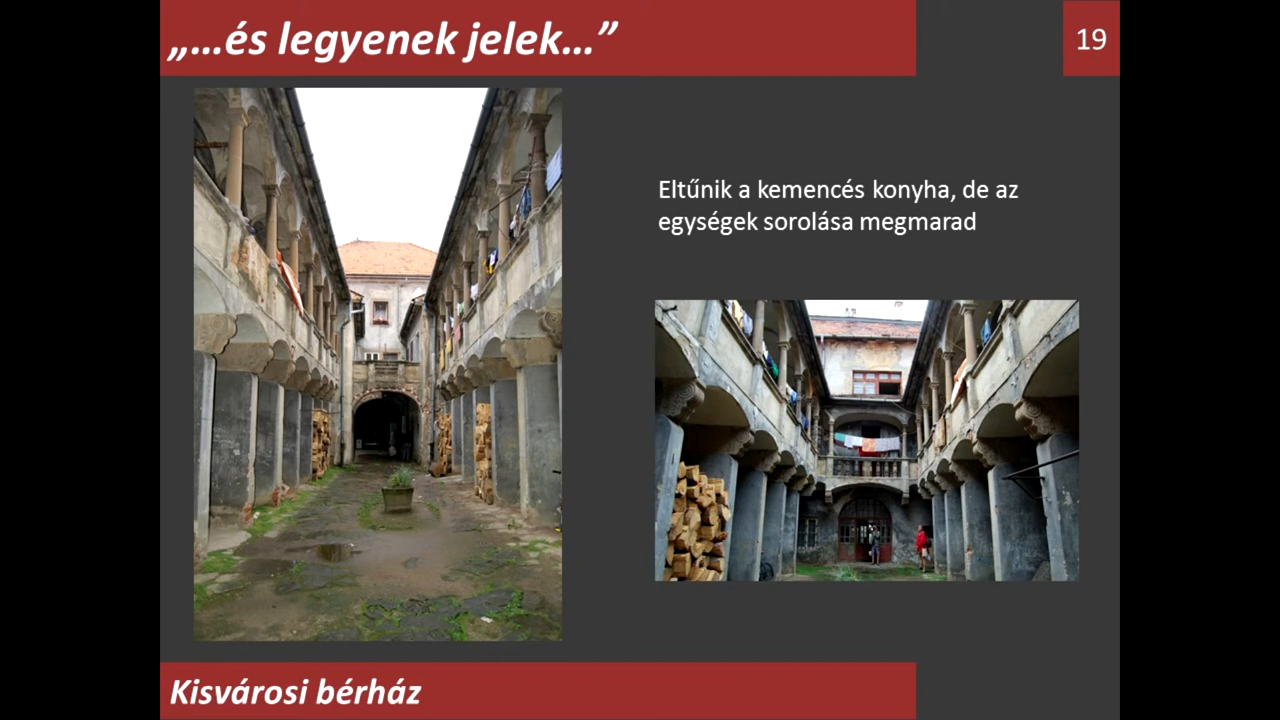 „…és legyenek jelek…”
19
Eltűnik a kemencés konyha, de az
egységek sorolása megmarad
Kisvárosi bérház